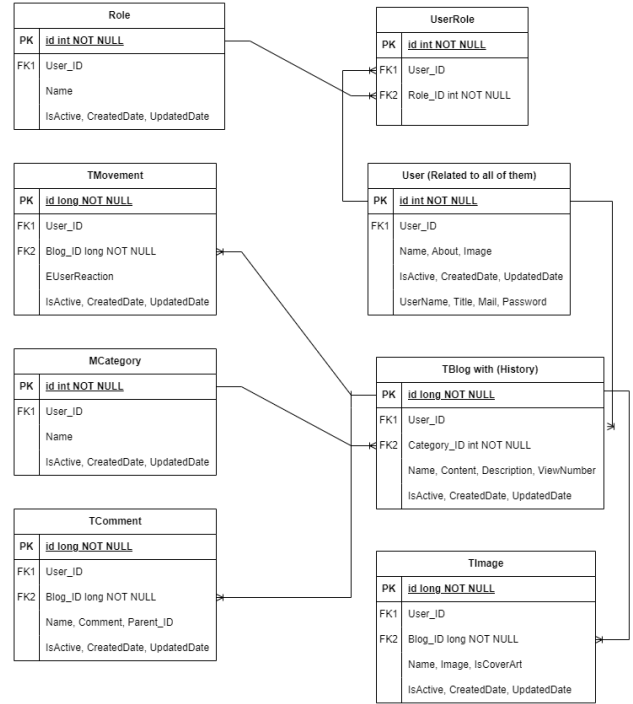 Role
PK id int NOT NULL
FK1 User_ID
Name
IsActive, CreatedDate, UpdatedDate
UserRole
PK id int NOT NULL
FK1 User_ID
FK2 Role_ID int NOT NULL
TMovement
PK id long NOT NULL
FK1 User_ID
FK2 Blog_ID long NOT NULL
EUserReaction
IsActive, CreatedDate, UpdatedDate
User (Related to all of them)
PK id int NOT NULL
FK1 User_ID
Name, About, Image
IsActive, CreatedDate, UpdatedDate
UserName, Title, Mail, Password
MCategory
PK id int NOT NULL
FK1 User_ID
Name
IsActive, CreatedDate, UpdatedDate
TBlog with (History)
PK id long NOT NULL
FK1 User_ID
FK2 Category_ID int NOT NULL
Name, Content, Description, ViewNumber
IsActive, CreatedDate, UpdatedDate
TComment
PK id long NOT NULL
FK1 User_ID
FK2 Blog_ID long NOT NULL
Name, Comment, Parent_ID
IsActive, CreatedDate, UpdatedDate
TImage
PK id long NOT NULL
FK1 User_ID
FK2 Blog_ID long NOT NULL
Name, Image, IsCoverArt
IsActive, CreatedDate, UpdatedDate